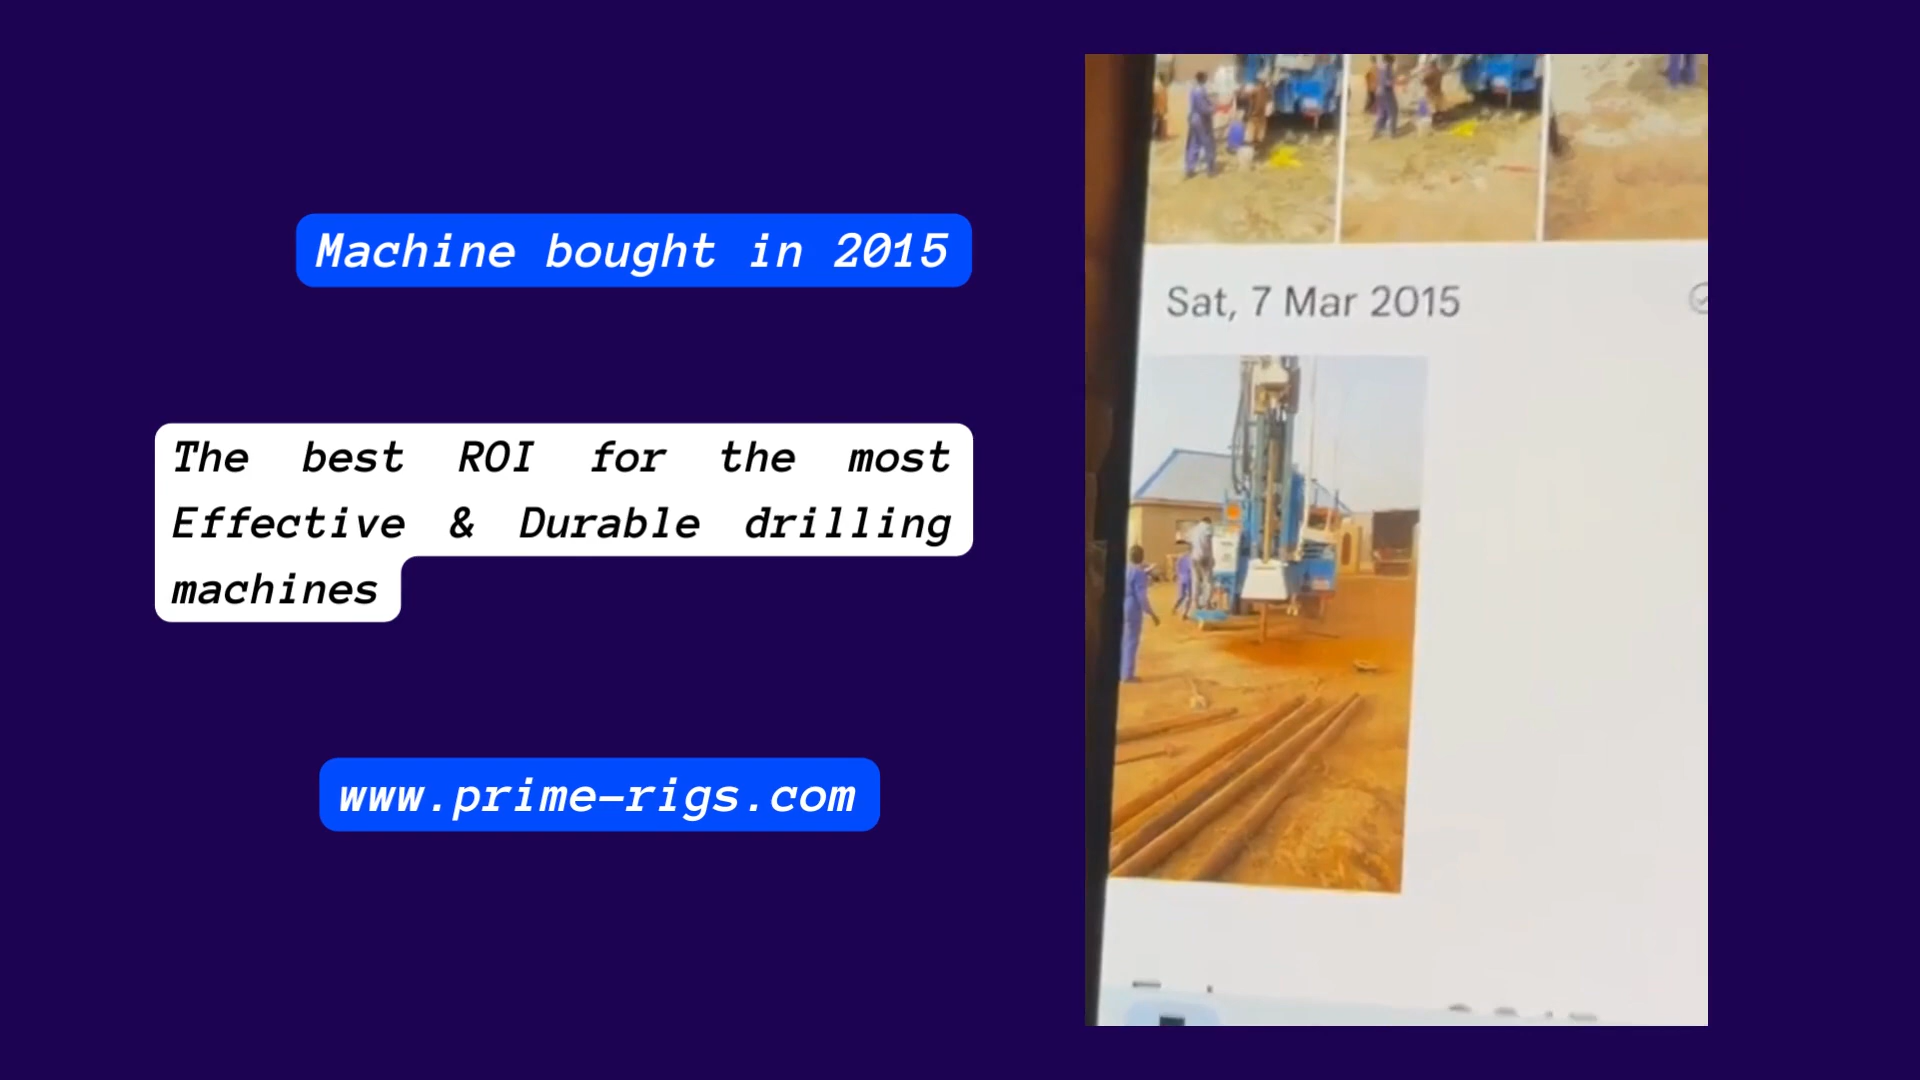 Machine bought in 2015
The best ROI for the most
Effective & Durable drilling
machines
www.prime-rigs.com
Sat, 7 Mar 2015